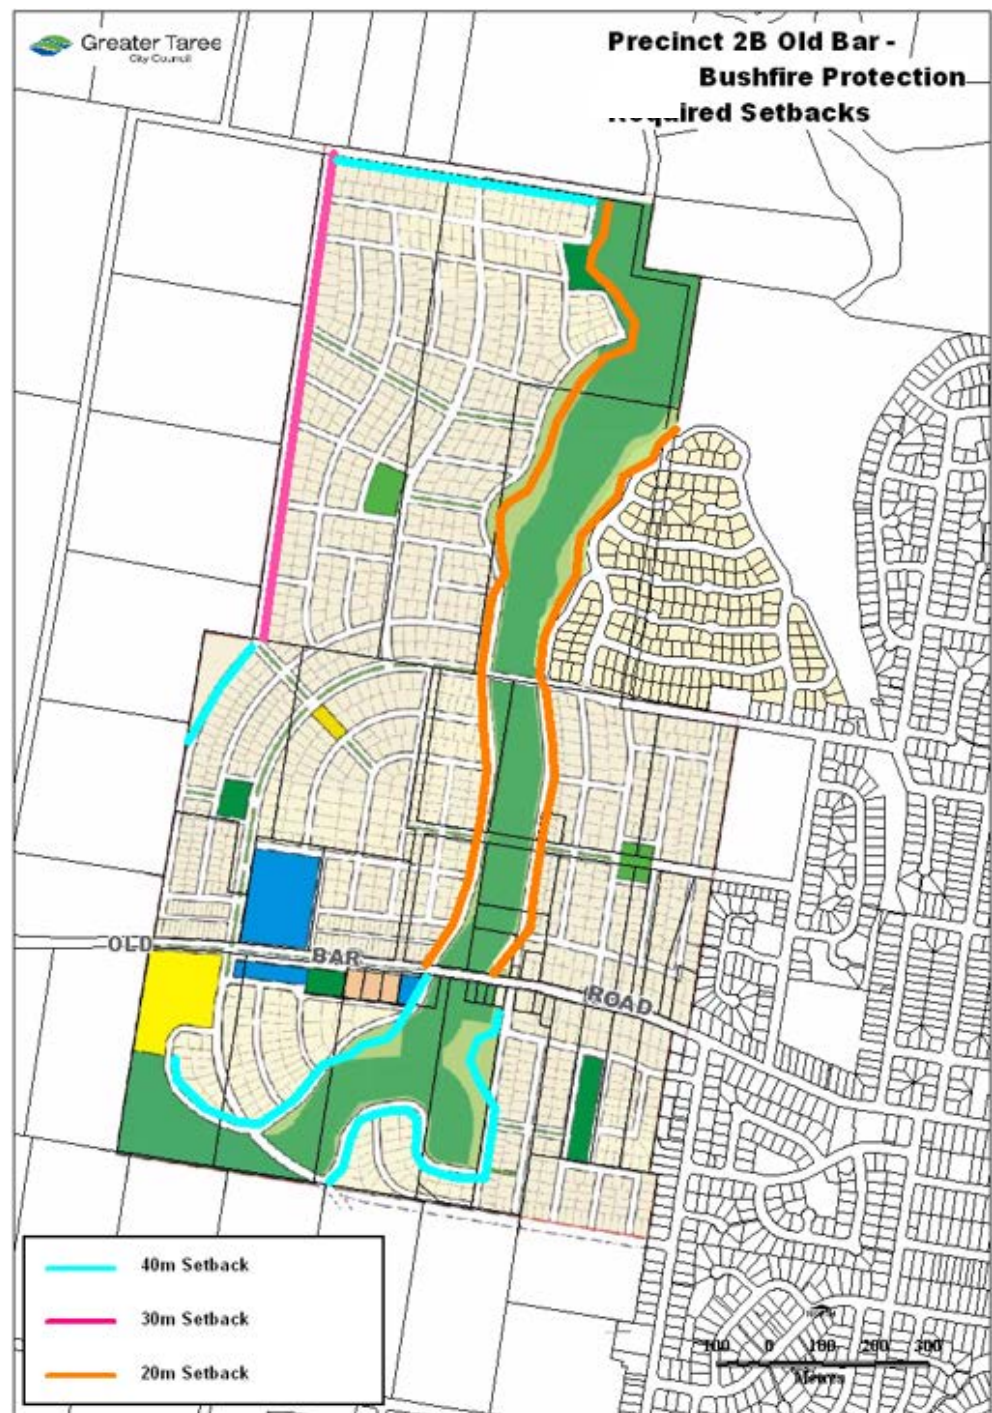 Greater Taree
City Council
Precinct 2B Old Bar -
Bushfire Protection
Required Setbacks
OLD BAR ROAD
40m Setback
30m Setback
20m Setback
100 0 100 200 300
Metres